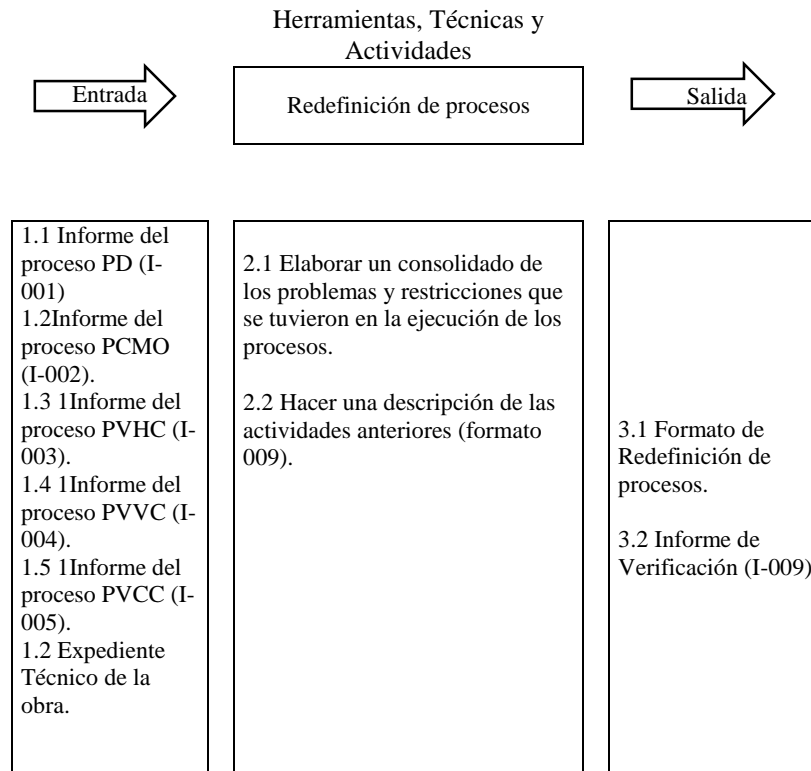 Herramientas, Técnicas y
Actividades
Entrada
Redefinición de procesos
Salida
1.1 Informe del
proceso PD (I-
001)
1.2Informe del
proceso PCMO
(I-002).
1.3 1Informe del
proceso PVHC (I-
003).
1.4 1Informe del
proceso PVVC (I-
004).
1.5 1Informe del
proceso PVCC (I-
005).
1.2 Expediente
Técnico de la
obra.
2.1 Elaborar un consolidado de
los problemas y restricciones que
se tuvieron en la ejecución de los
procesos.
2.2 Hacer una descripción de las
actividades anteriores (formato
009).
3.1 Formato de
Redefinición de
procesos.
3.2 Informe de
Verificación (I-009)